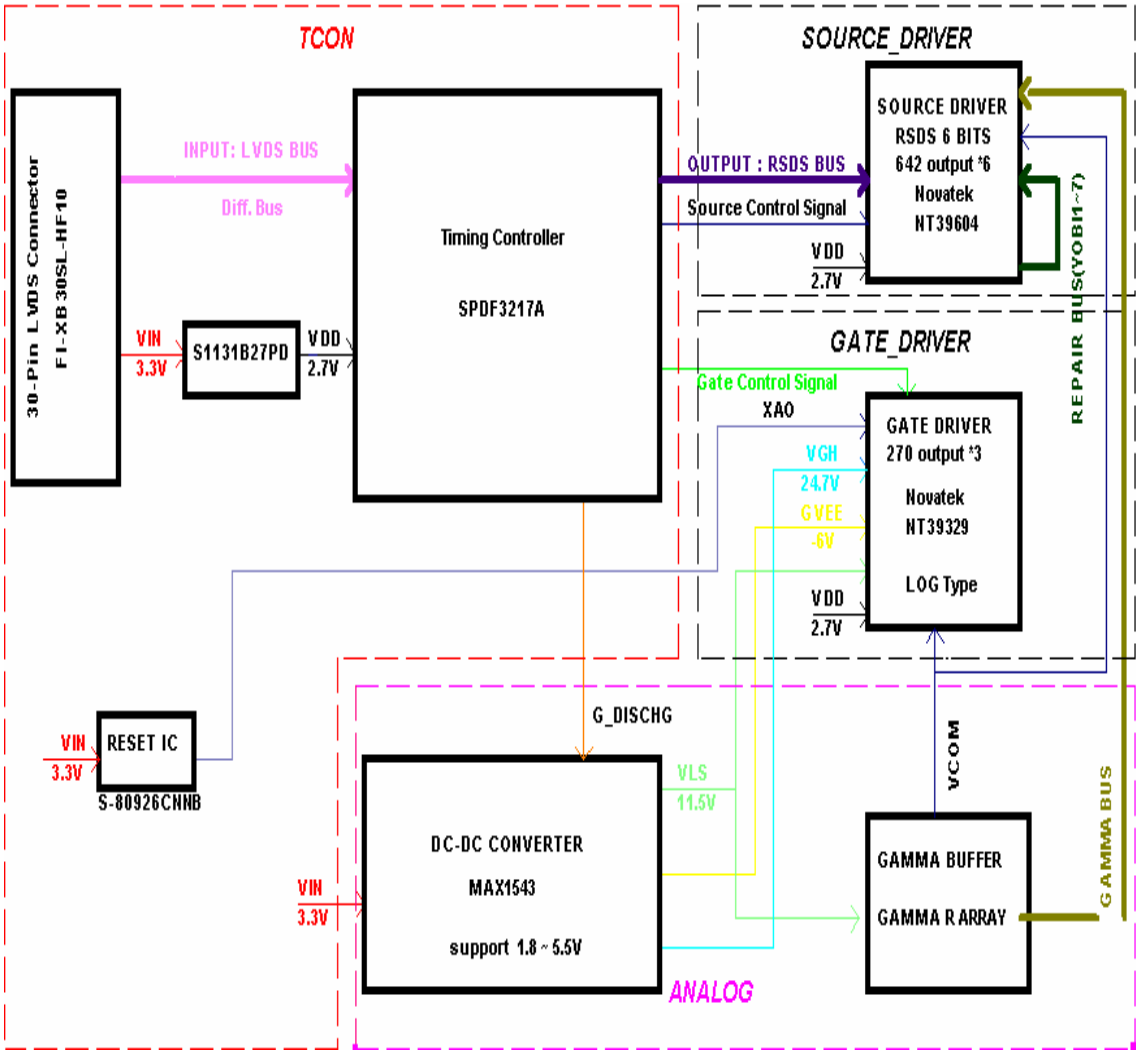 TCON
SOURCE_DRIVER
30-Pin LVDS Connector
FI-XB30SL-HF10
INPUT: LVDS BUS
Diff. Bus
VIN
3.3V
S1131B27PD
VDD
2.7V
Timing Controller
SPDF3217A
OUTPUT : RSDS BUS
Source Control Signal
VDD
2.7V
SOURCE DRIVER
RSDS 6 BITS
642 output *6
Novatek
NT39604
REPAIR BUS(YOBI1~7)
GATE_DRIVER
Gate Control Signal
XAO
VGH
24.7V
GVEE
-6V
VDD
2.7V
GATE DRIVER
270 output *3
Novatek
NT39329
LOG Type
VIN
3.3V
RESET IC
S-80926CNNB
G_DISCHG
VLS
11.5V
VIN
3.3V
DC-DC CONVERTER
MAX1543
support 1.8 ~ 5.5V
VCOM
GAMMA BUFFER
GAMMA R ARRAY
GAMMA BUS
ANALOG